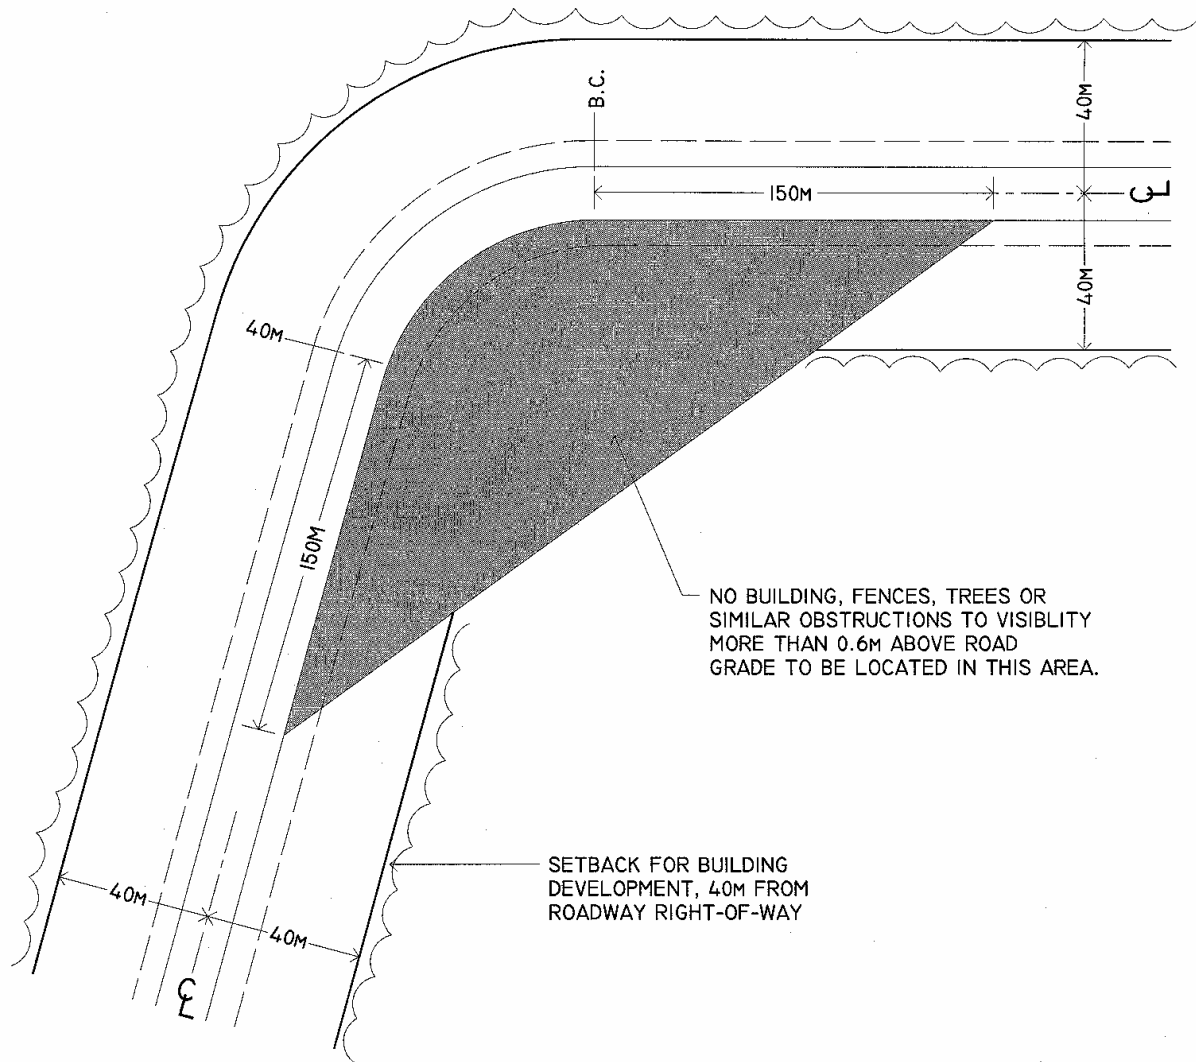 B.C.
40M
150M
C̲L
40M
40M
150M
NO BUILDING, FENCES, TREES OR
SIMILAR OBSTRUCTIONS TO VISIBLITY
MORE THAN 0.6M ABOVE ROAD
GRADE TO BE LOCATED IN THIS AREA.
SETBACK FOR BUILDING
DEVELOPMENT, 40M FROM
ROADWAY RIGHT-OF-WAY
40M
40M
CL